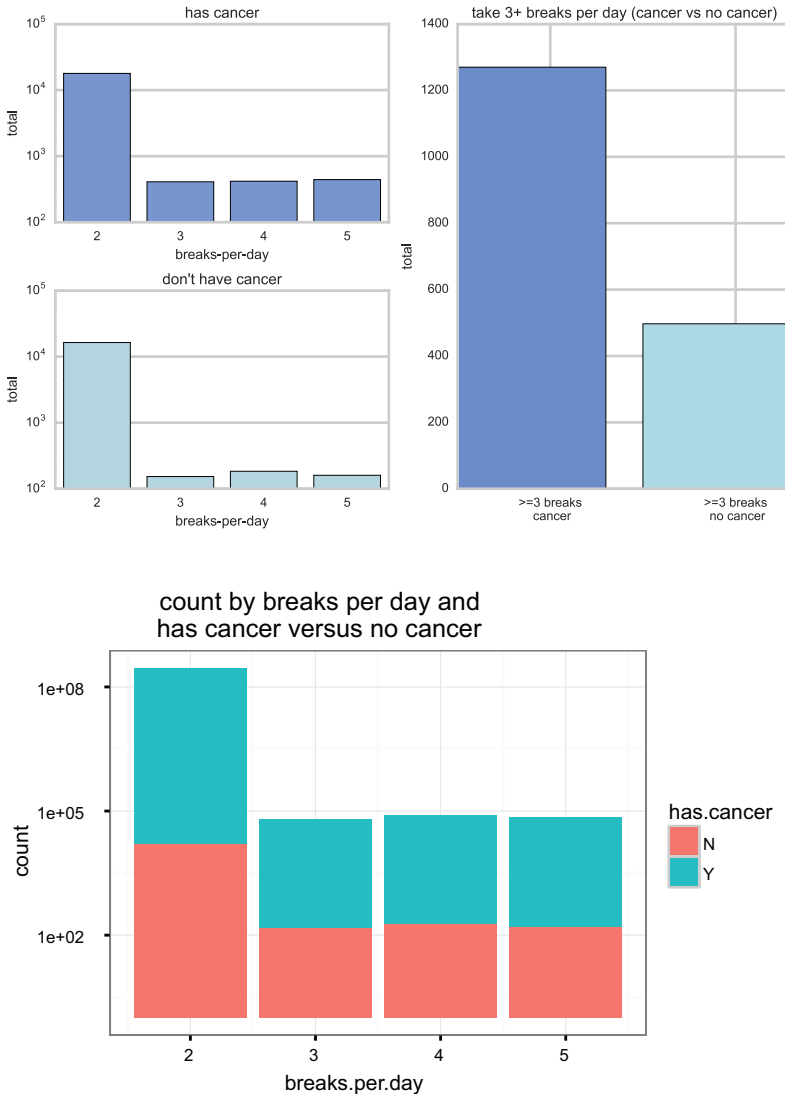 has cancer
10^5
10^4
10^3
10^2
total
2 3 4 5
breaks-per-day
don't have cancer
10^5
10^4
10^3
10^2
total
2 3 4 5
breaks-per-day
take 3+ breaks per day (cancer vs no cancer)
1400
1200
1000
800
600
400
200
0
total
>=3 breaks
cancer
>=3 breaks
no cancer
count by breaks per day and
has cancer versus no cancer
1e+08
1e+05
1e+02
count
2 3 4 5
breaks.per.day
has.cancer
N
Y